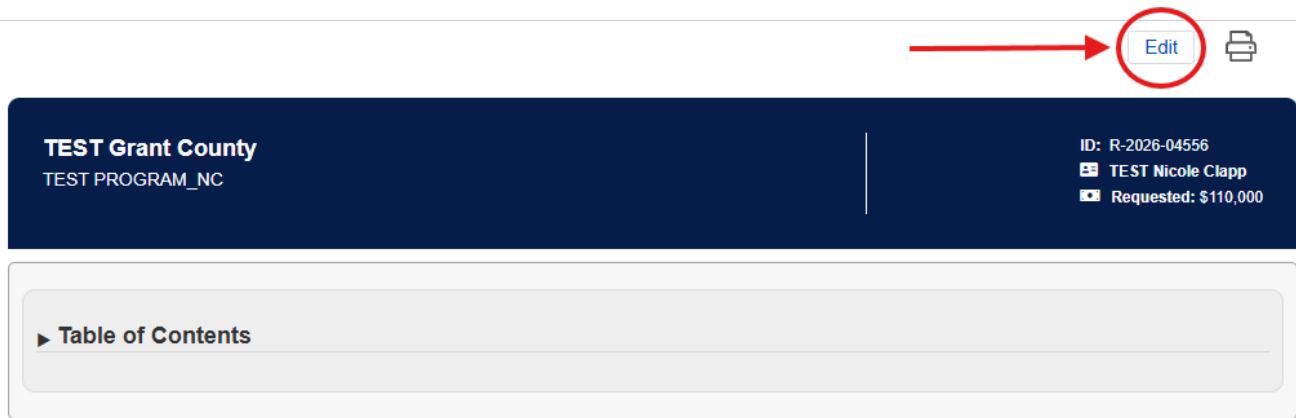 Edit
TEST Grant County
TEST PROGRAM_NC
ID: R-2026-04556
TEST Nicole Clapp
Requested: $110,000
Table of Contents